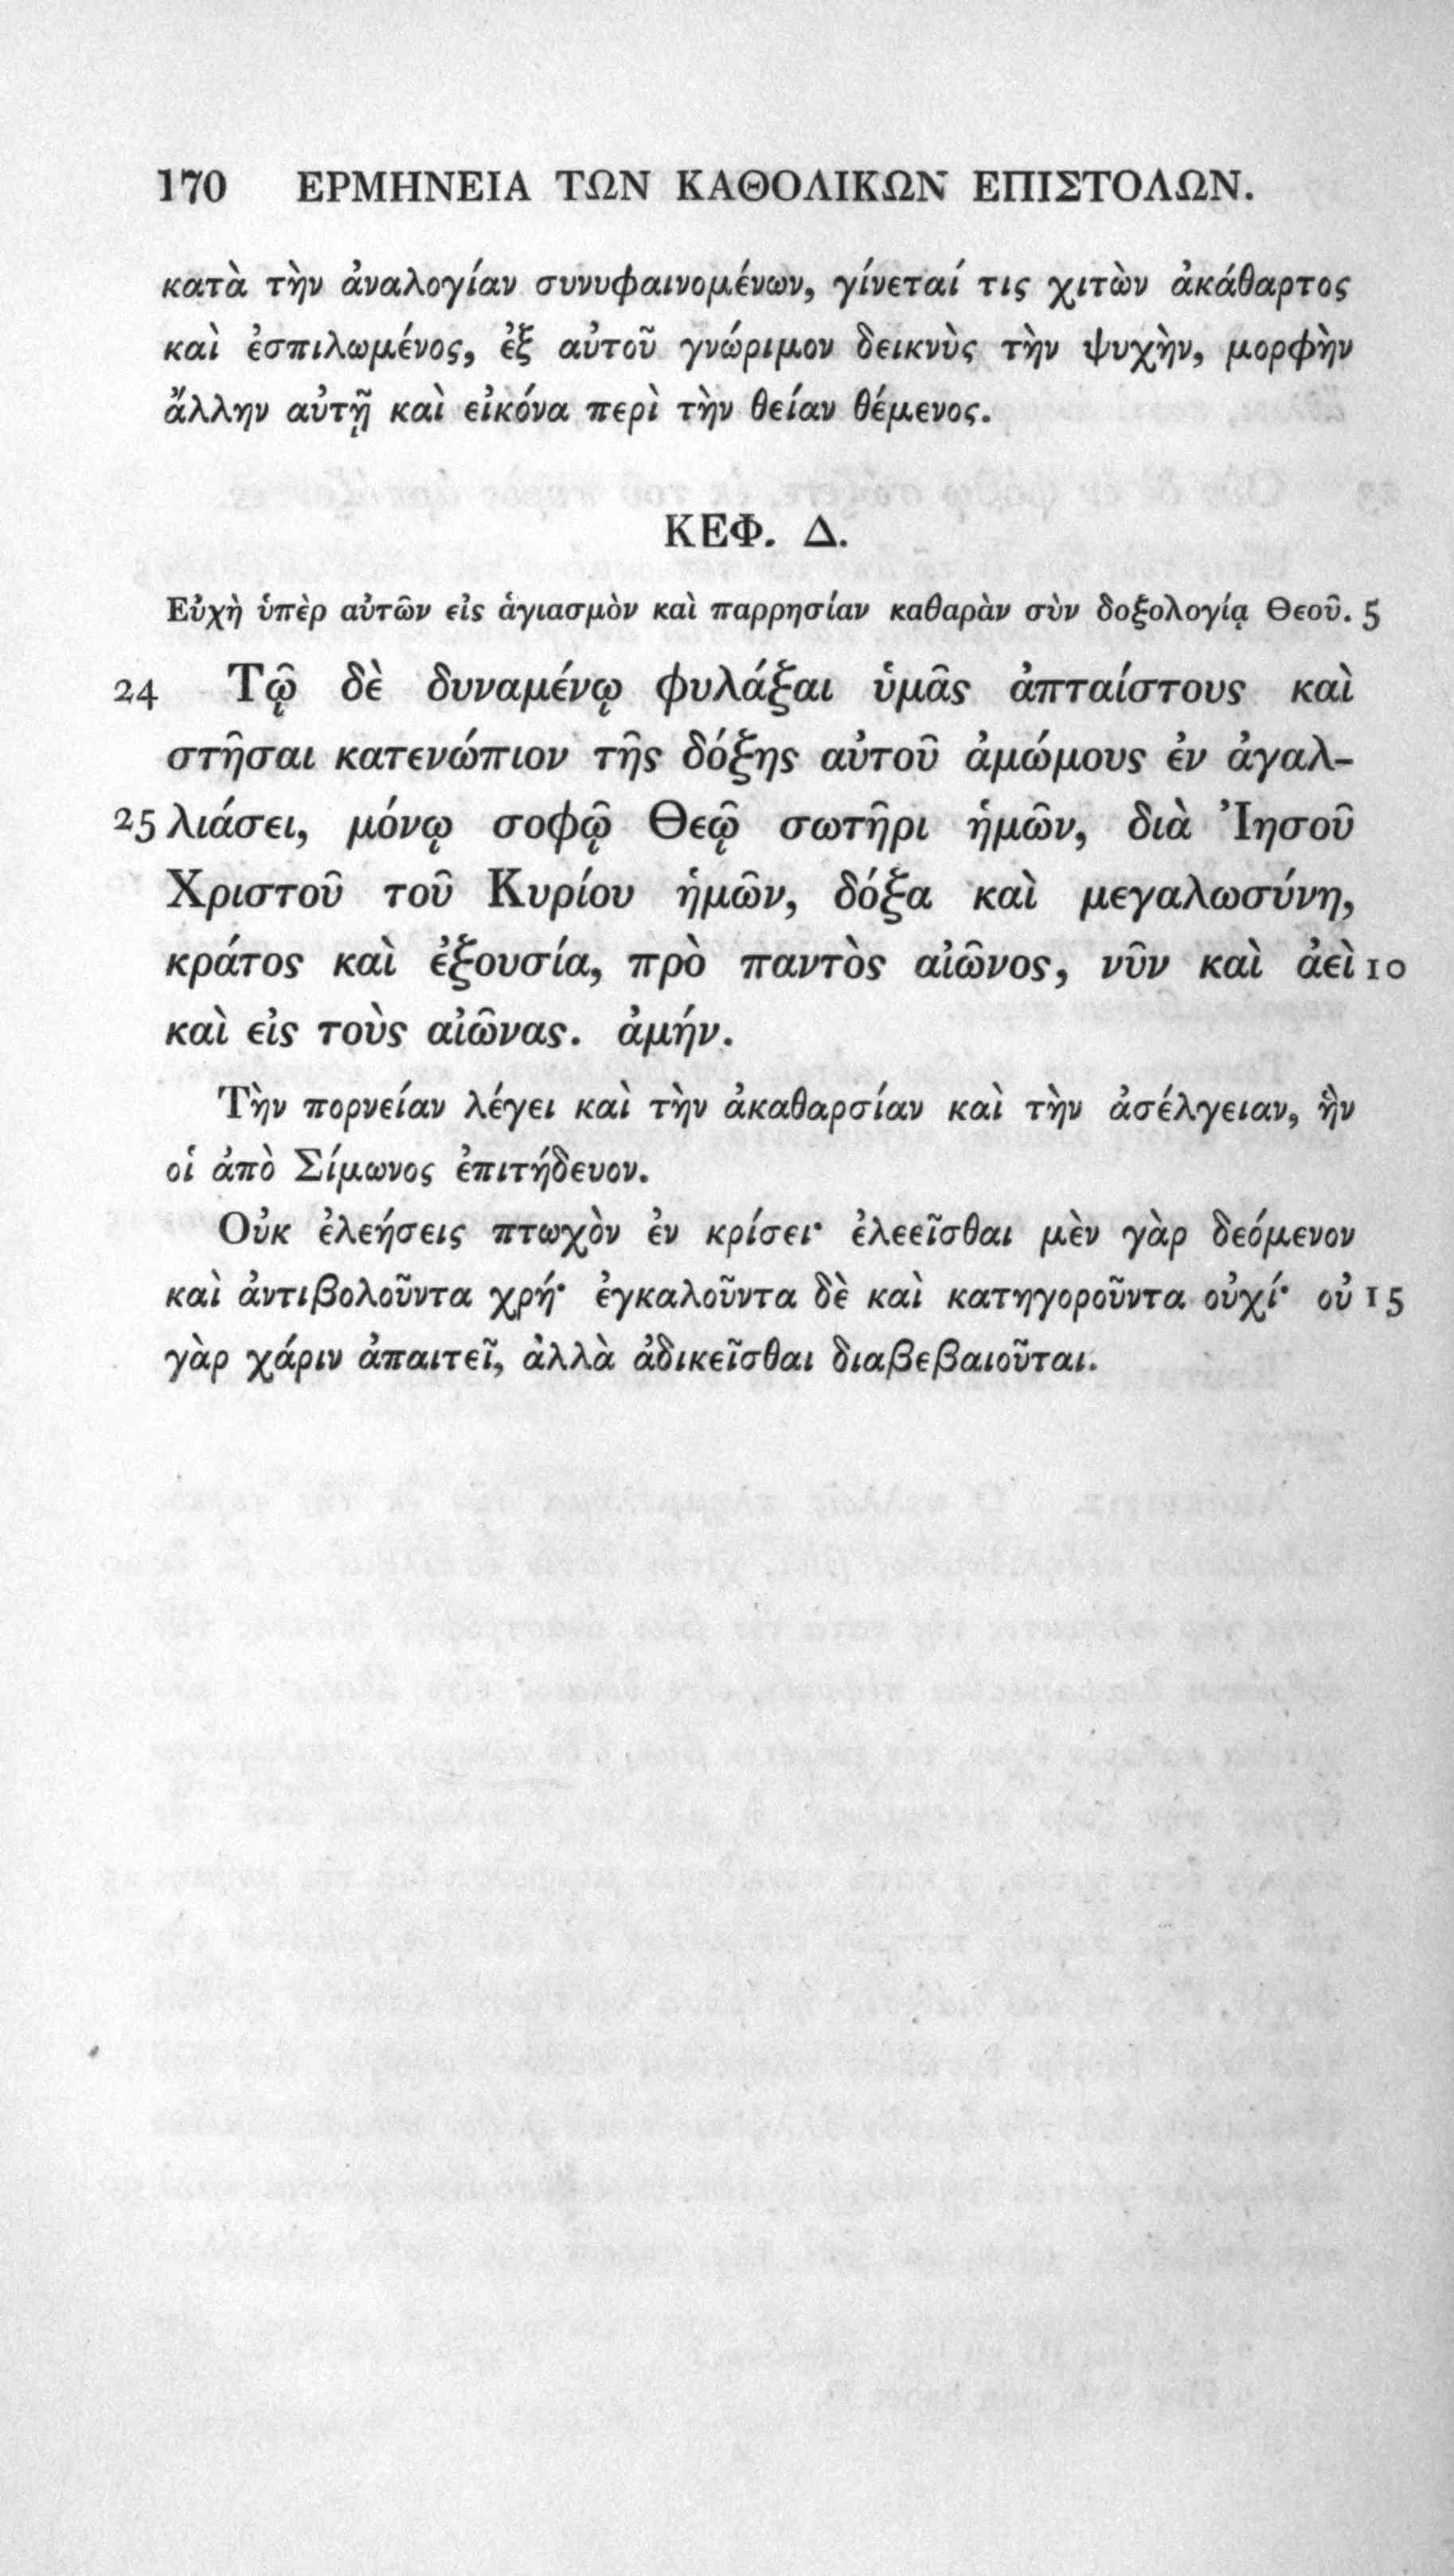 170 ΕΡΜΗΝΕΙΑ ΤΩΝ ΚΑΘΟΛΙΚΩΝ ΕΠΙΣΤΟΛΩΝ.
κατὰ τὴν ἀναλογίαν συνυφαινομένων, γίνεταί τις χιτὼν ἀκάθαρτος
καὶ ἐσπιλωμένος, ἐξ αὐτοῦ γνώριμον δεικνὺς τὴν ψυχὴν, μορφὴν
ἄλλην αὐτῇ καὶ εἰκόνα περὶ τὴν θείαν θέμενος.
ΚΕΦ. Δ.
Εὐχὴ ὑπὲρ αὐτῶν εἰς ἁγιασμὸν καὶ παρρησίαν καθαρὰν σὺν δοξολογίᾳ Θεοῦ. 5
24 Τῷ δὲ δυναμένῳ φυλάξαι ὑμᾶς ἀπταίστους καὶ
στῆσαι κατενώπιον τῆς δόξης αὐτοῦ ἀμώμους ἐν ἀγαλ-
25 λιάσει, μόνῳ σοφῷ Θεῷ σωτῆρι ἡμῶν, διὰ Ἰησοῦ
Χριστοῦ τοῦ Κυρίου ἡμῶν, δόξα καὶ μεγαλωσύνη,
κράτος καὶ ἐξουσία, πρὸ παντὸς αἰῶνος, νῦν καὶ ἀεὶ 10
καὶ εἰς τοὺς αἰῶνας. ἀμήν.
Τὴν πορνείαν λέγει καὶ τὴν ἀκαθαρσίαν καὶ τὴν ἀσέλγειαν, ἣν
οἱ ἀπὸ Σίμωνος ἐπιτήδευον.
Οὐκ ἐλεήσεις πτωχὸν ἐν κρίσει· ἐλεεῖσθαι μὲν γὰρ δεόμενον
καὶ ἀντιβολοῦντα χρή· ἐγκαλοῦντα δὲ καὶ κατηγοροῦντα οὐχί· οὐ 15
γὰρ χάριν ἀπαιτεῖ, ἀλλὰ ἀδικεῖσθαι διαβεβαιοῦται.